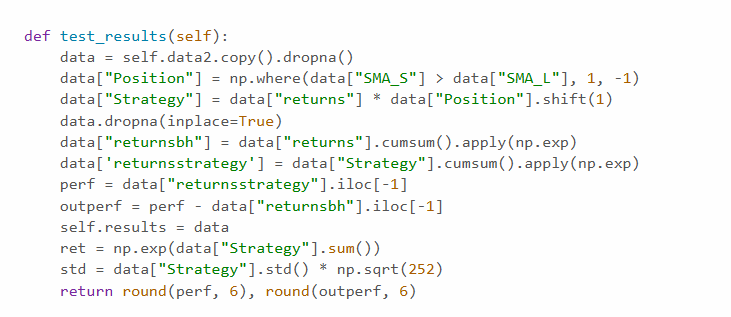 def test_results(self):
    data = self.data2.copy().dropna()
    data["Position"] = np.where(data["SMA_S"] > data["SMA_L"], 1, -1)
    data["Strategy"] = data["returns"] * data["Position"].shift(1)
    data.dropna(inplace=True)
    data["returnsbh"] = data["returns"].cumsum().apply(np.exp)
    data['returnsstrategy'] = data["Strategy"].cumsum().apply(np.exp)
    perf = data["returnsstrategy"].iloc[-1]
    outperf = perf - data["returnsbh"].iloc[-1]
    self.results = data
    ret = np.exp(data["Strategy"].sum())
    std = data["Strategy"].std() * np.sqrt(252)
    return round(perf, 6), round(outperf, 6)